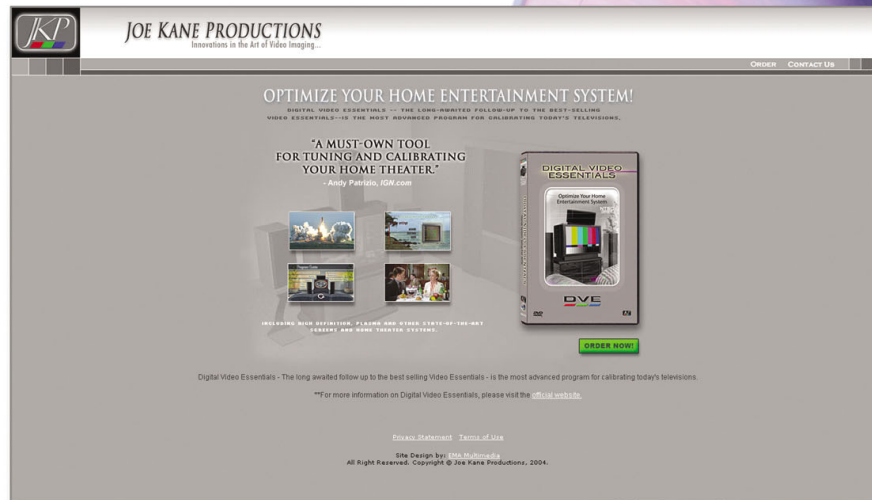 JKP
JOE KANE PRODUCTIONS
Innovations in the Art of Video Imaging...
ORDER CONTACT US
OPTIMIZE YOUR HOME ENTERTAINMENT SYSTEM!
DIGITAL VIDEO ESSENTIALS -- THE LONG-AWAITED FOLLOW-UP TO THE BEST-SELLING
VIDEO ESSENTIALS--IS THE MOST ADVANCED PROGRAM FOR CALIBRATING TODAY'S TELEVISIONS.
"A MUST-OWN TOOL
FOR TUNING AND CALIBRATING
YOUR HOME THEATER."
- Andy Patrizio, IGN.com
DIGITAL VIDEO
ESSENTIALS
Optimize Your Home
Entertainment System
DVE
DVD
INCLUDING HIGH DEFINITION, PLASMA AND OTHER STATE-OF-THE-ART
SCREENS AND HOME THEATER SYSTEMS.
ORDER NOW!
Digital Video Essentials - The long awaited follow up to the best selling Video Essentials - is the most advanced program for calibrating today's televisions.
**For more information on Digital Video Essentials, please visit the official website.
Privacy Statement Terms of Use
Site Design by: EMA Multimedia
All Right Reserved. Copyright © Joe Kane Productions, 2004.